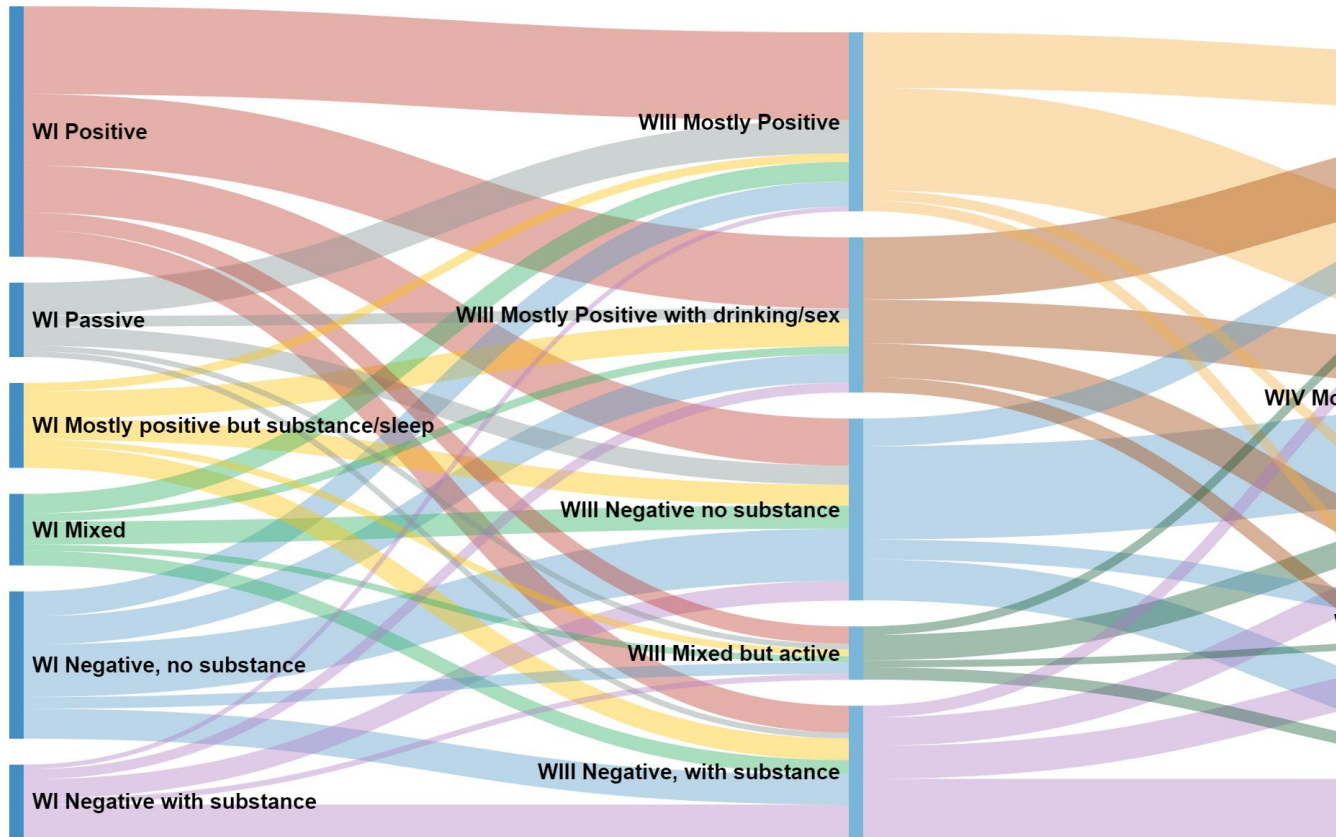 WI Positive
WI Passive
WI Mostly positive but substance/sleep
WI Mixed
WI Negative, no substance
WI Negative with substance
WIII Mostly Positive
WIII Mostly Positive with drinking/sex
WIII Negative no substance
WIII Mixed but active
WIII Negative, with substance
WIV